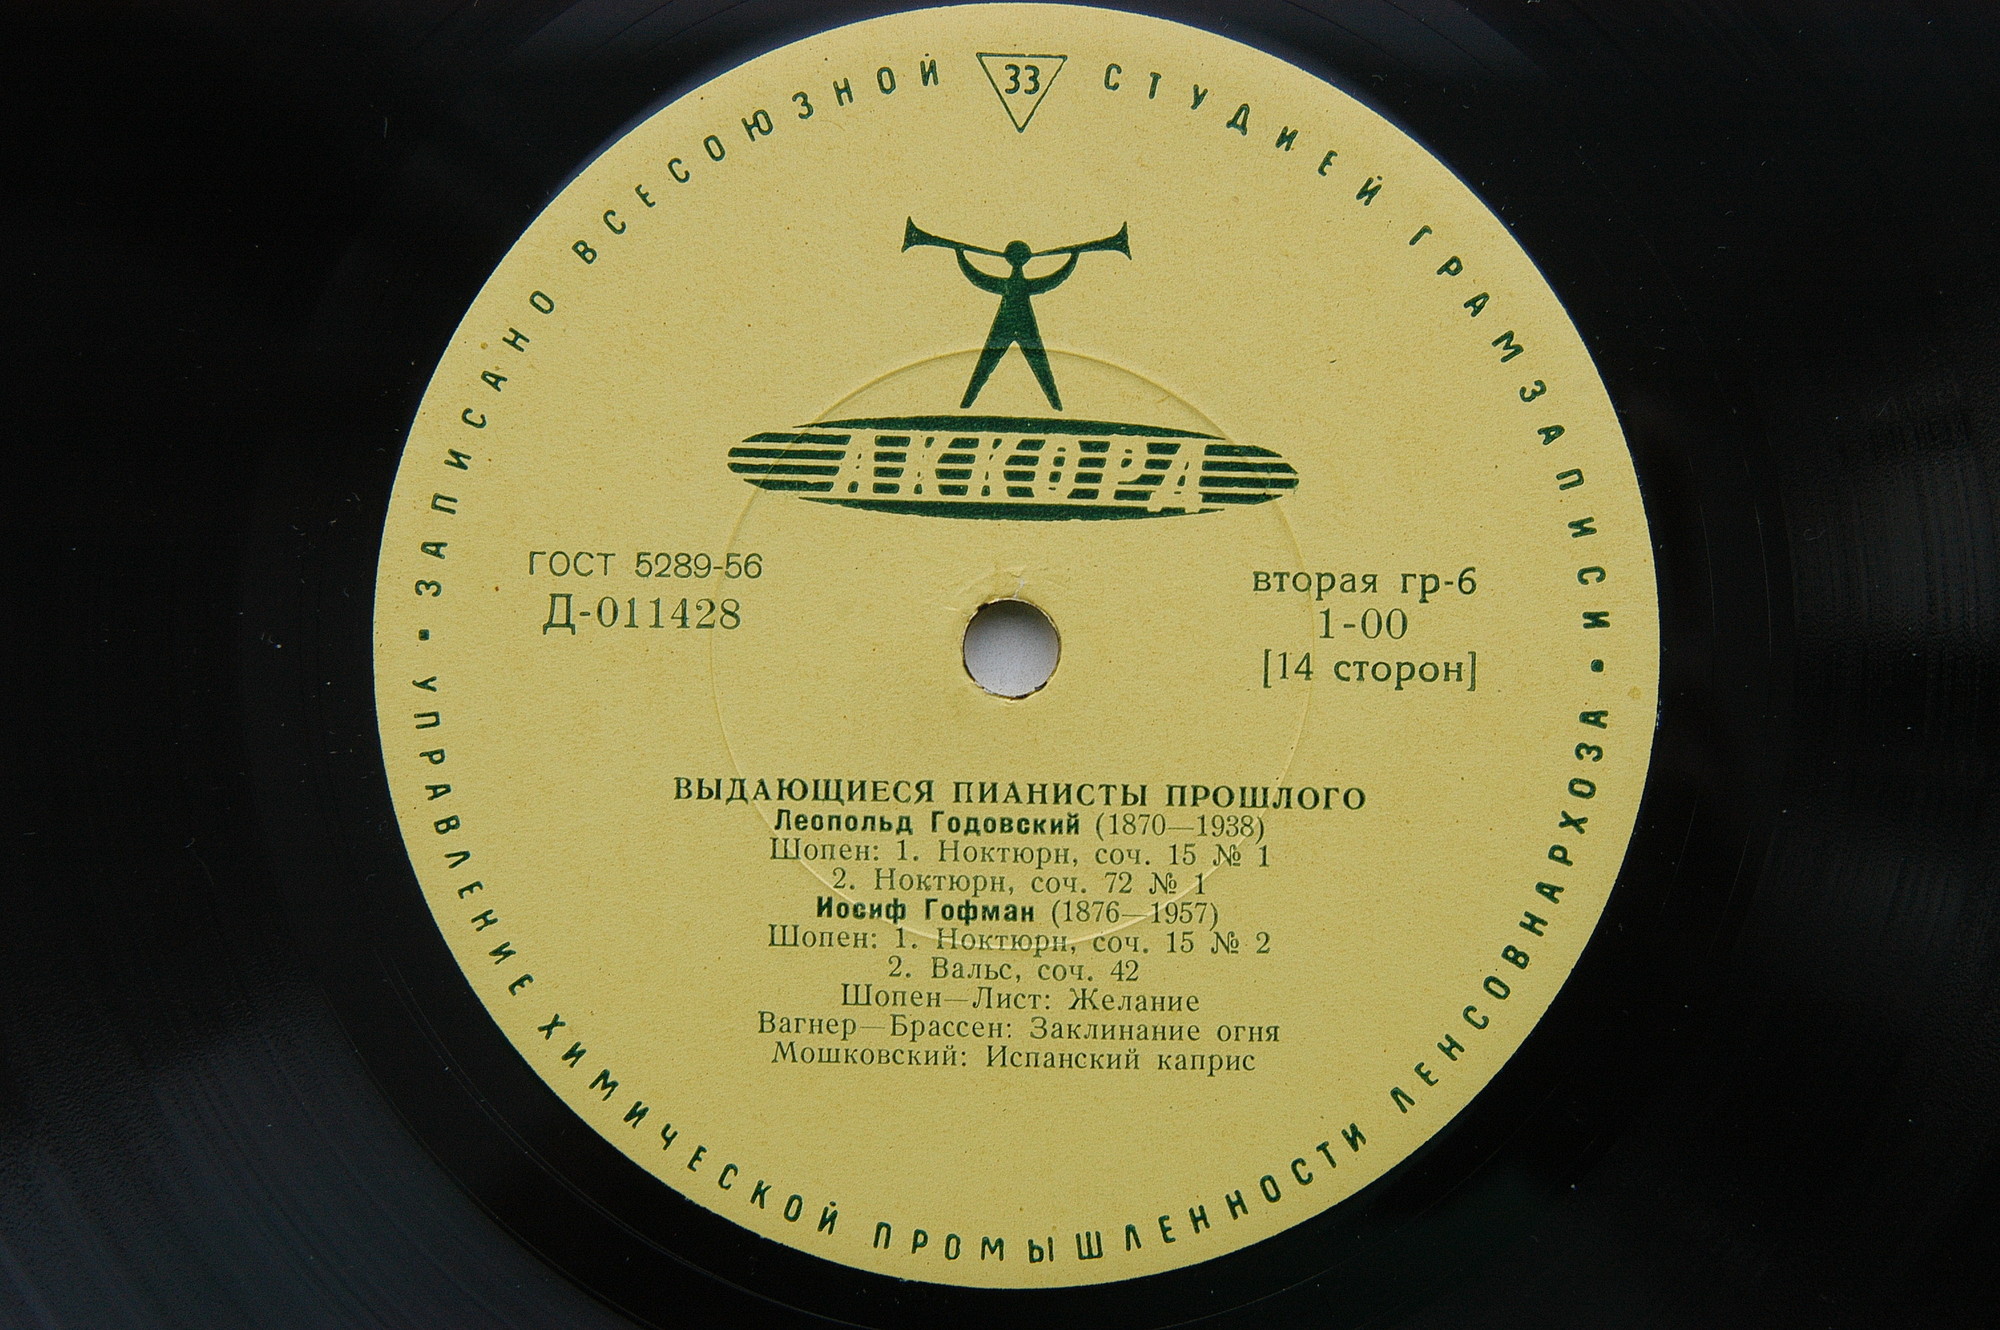 ЗАПИСАНО ВСЕСОЮЗНОЙ СТУДИЕЙ ГРАМЗАПИСИ
33
АККОРД
ГОСТ 5289-56
Д-011428
вторая гр-6
1-00
[14 сторон]
ВЫДАЮЩИЕСЯ ПИАНИСТЫ ПРОШЛОГО
Леопольд Годовский (1870—1938)
Шопен: 1. Ноктюрн, соч. 15 № 1
2. Ноктюрн, соч. 72 № 1
Иосиф Гофман (1876—1957)
Шопен: 1. Ноктюрн, соч. 15 № 2
2. Вальс, соч. 42
Шопен—Лист: Желание
Вагнер—Брассен: Заклинание огня
Мошковский: Испанский каприс
УПРАВЛЕНИЕ ХИМИЧЕСКОЙ ПРОМЫШЛЕННОСТИ ЛЕНСОВНАРХОЗА